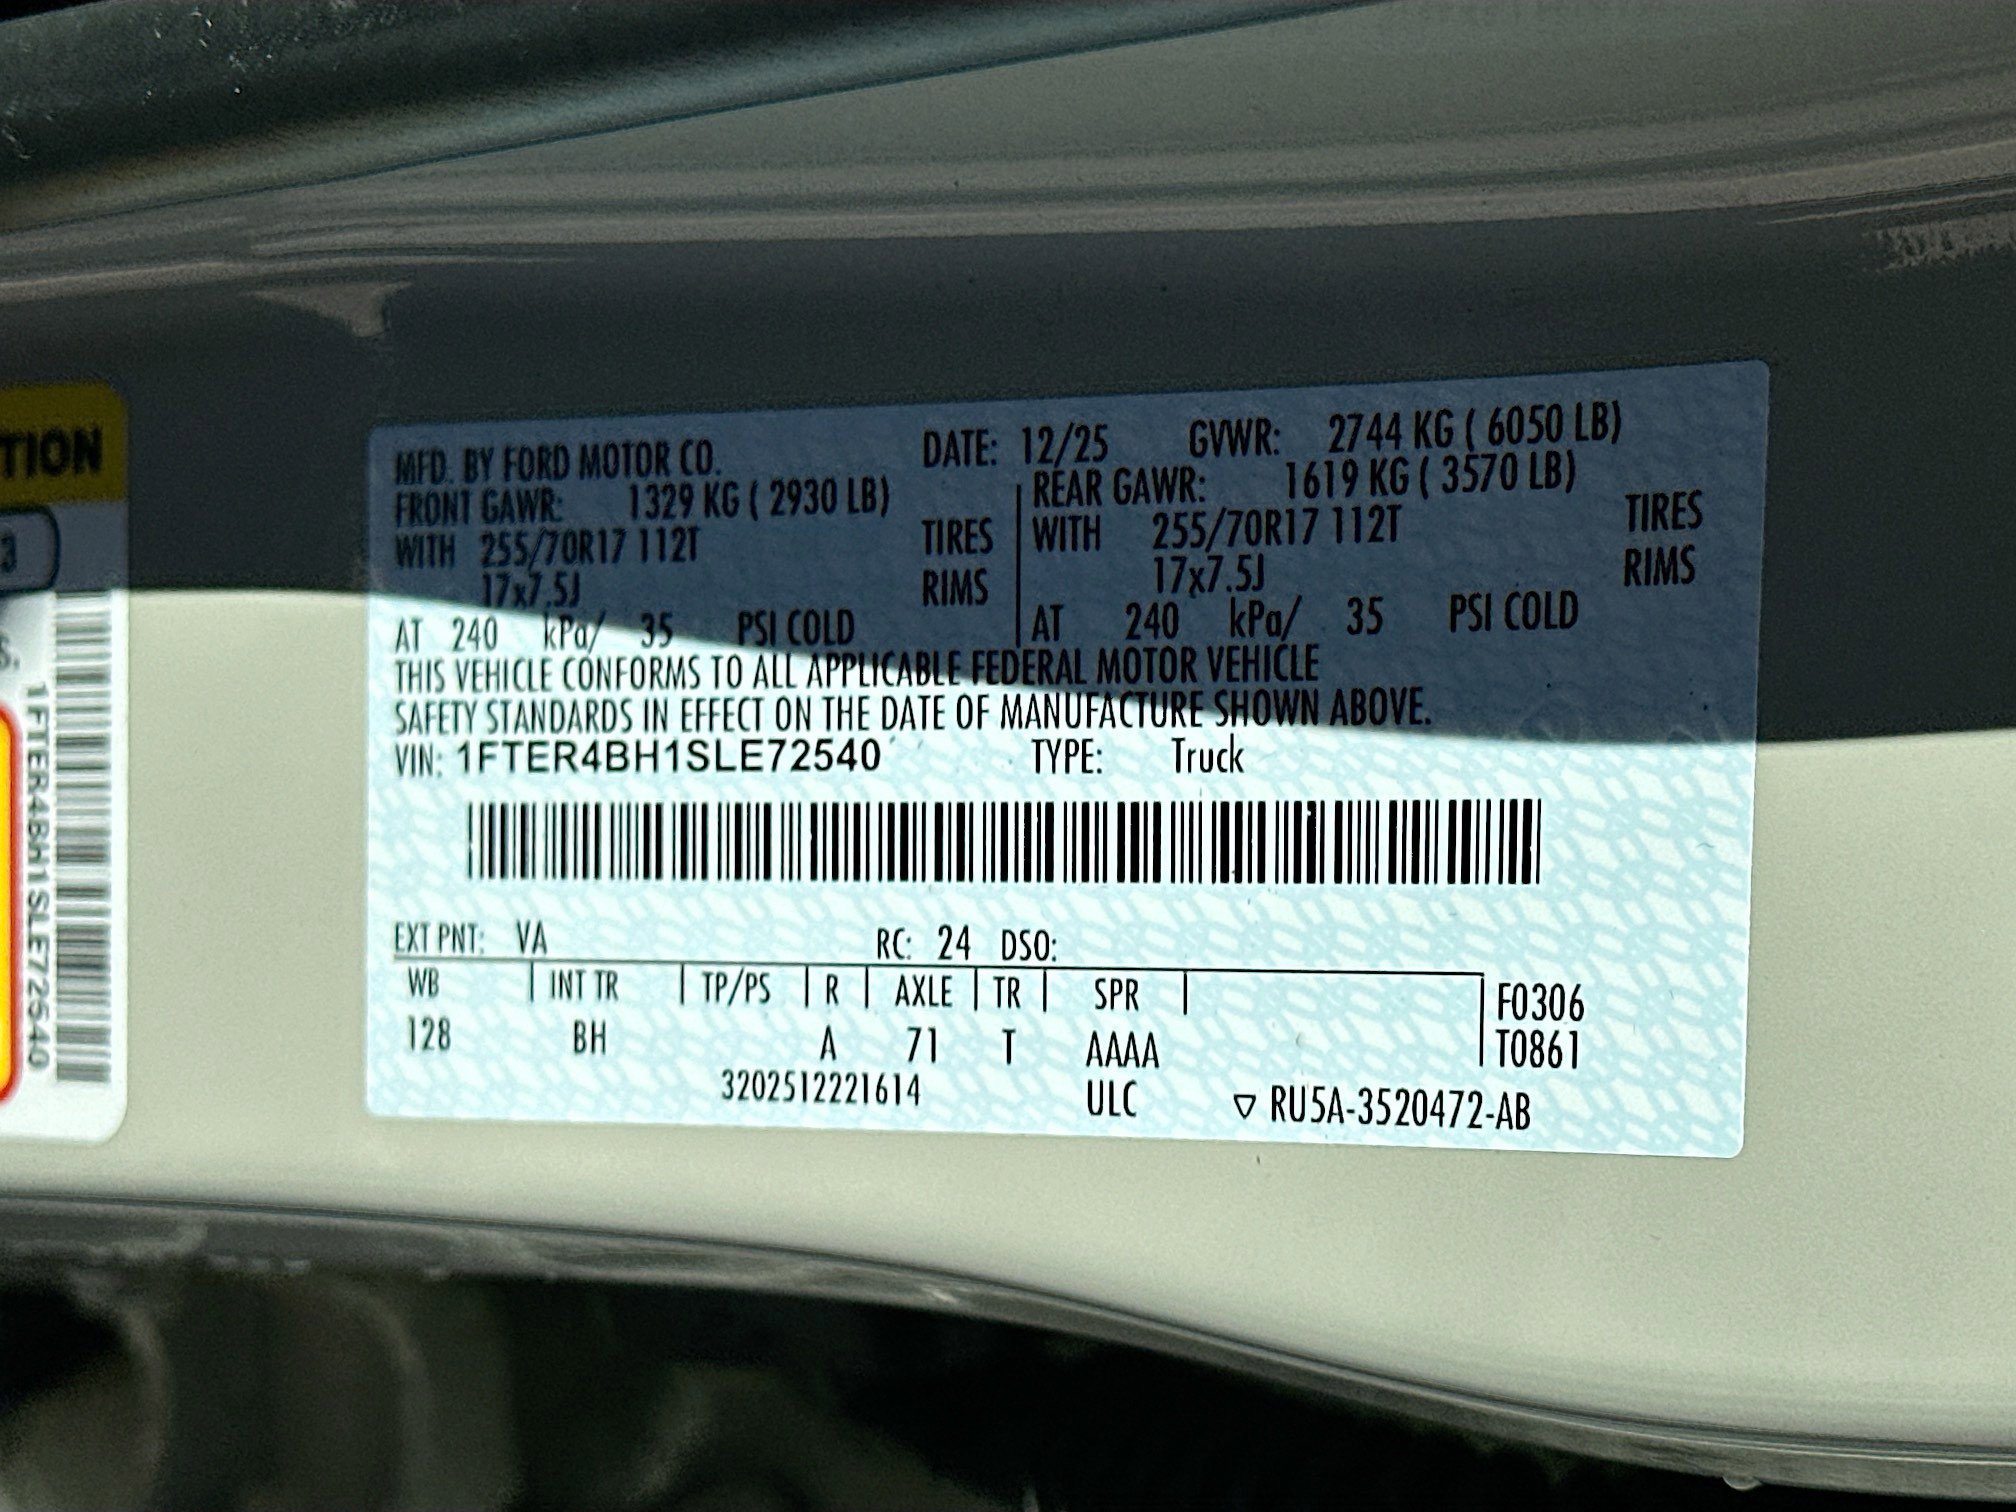 TION
3
S.
1FTER4BH1SLE72540
MFD. BY FORD MOTOR CO. DATE: 12/25 GVWR: 2744 KG ( 6050 LB)
FRONT GAWR: 1329 KG ( 2930 LB) REAR GAWR: 1619 KG ( 3570 LB)
WITH 255/70R17 112T TIRES WITH 255/70R17 112T TIRES
17x7.5J RIMS 17x7.5J RIMS
AT 240 kPa/ 35 PSI COLD AT 240 kPa/ 35 PSI COLD
THIS VEHICLE CONFORMS TO ALL APPLICABLE FEDERAL MOTOR VEHICLE
SAFETY STANDARDS IN EFFECT ON THE DATE OF MANUFACTURE SHOWN ABOVE.
VIN: 1FTER4BH1SLE72540 TYPE: Truck
EXT PNT: VA RC: 24 DSO:
WB INT TR TP/PS R AXLE TR SPR F0306
128 BH A 71 T AAAA T0861
3202512221614 ULC ▽ RU5A-3520472-AB